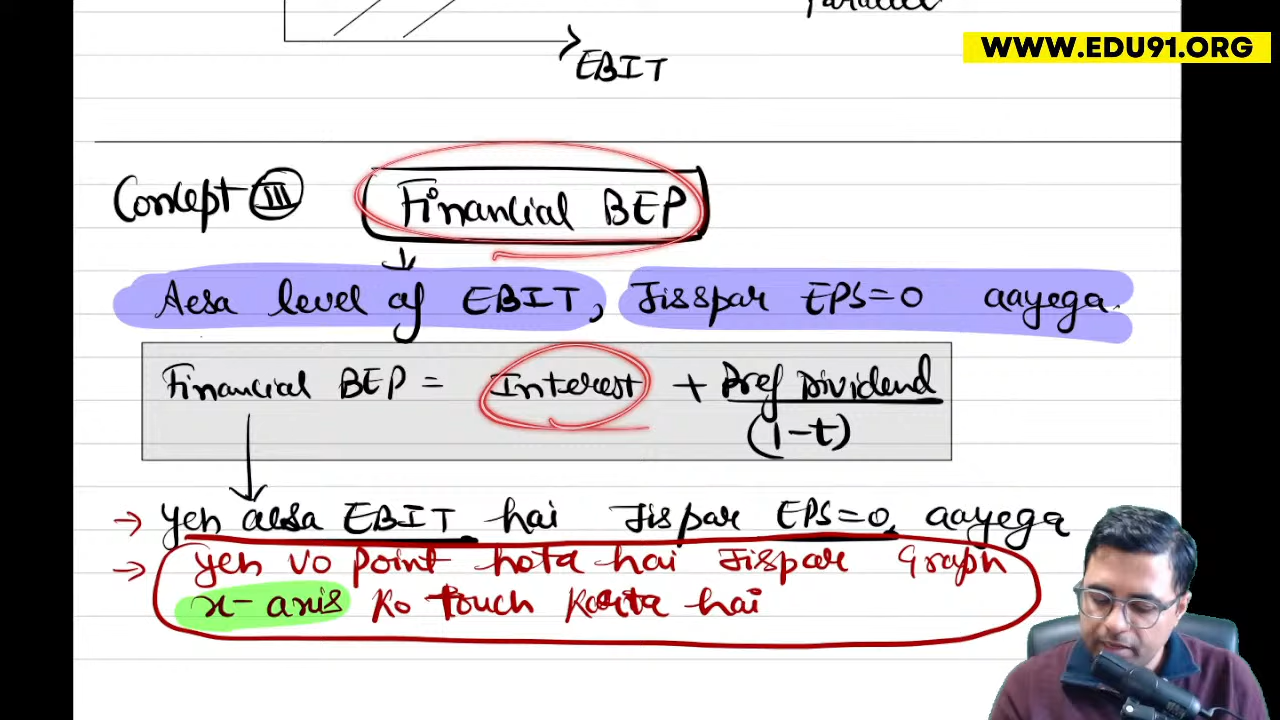 Parallel
WWW.EDU91.ORG
EBIT
Concept III Financial BEP
Aesa level of EBIT, Jisspar EPS=0 aayega.
Financial BEP = Interest + Pref Dividend
(1-t)
→ yeh aesa EBIT hai Jispar EPS=0, aayega
→ yeh vo point hota hai Jispar Graph
x-axis Ko touch Karta hai